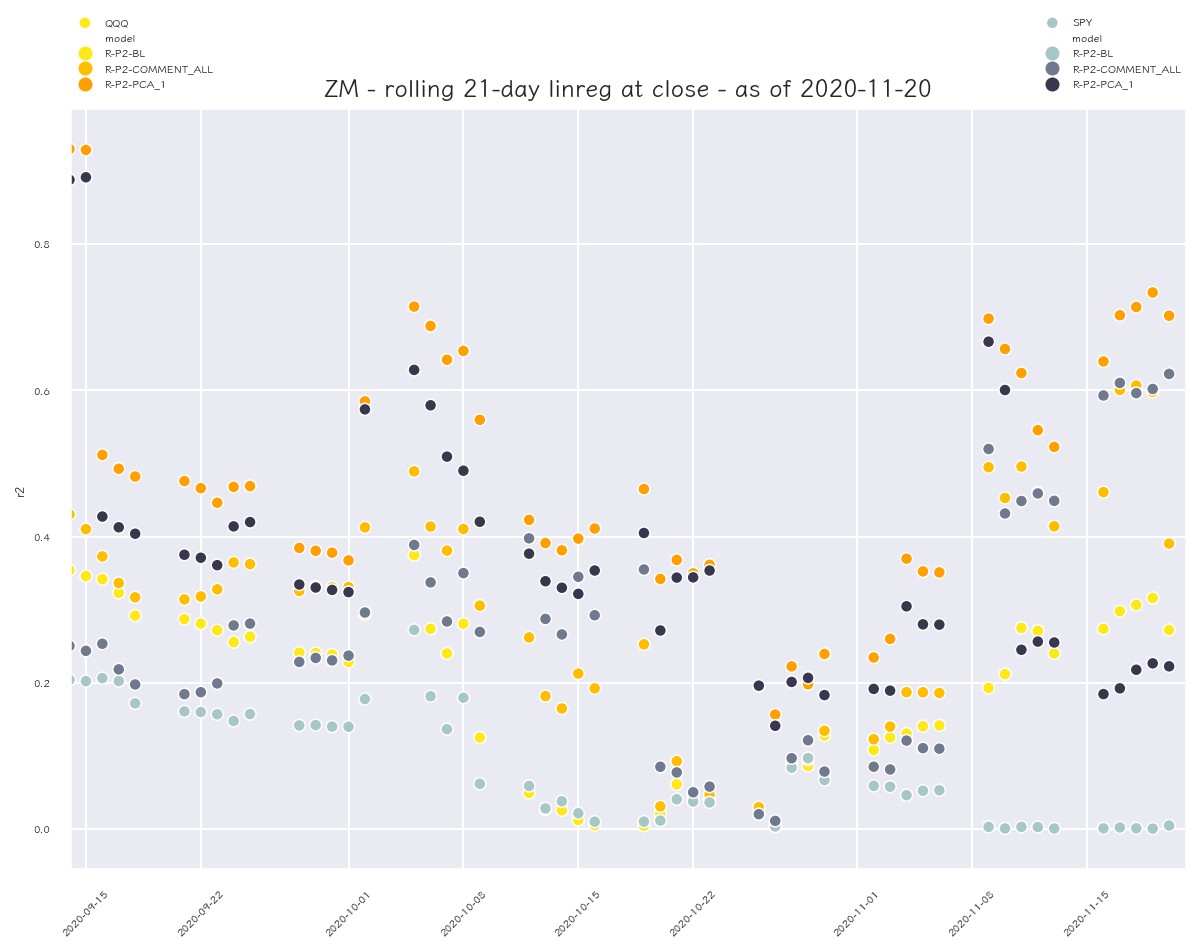 QQQ
model
R-P2-BL
R-P2-COMMENT_ALL
R-P2-PCA_1
SPY
model
R-P2-BL
R-P2-COMMENT_ALL
R-P2-PCA_1
ZM - rolling 21-day linreg at close - as of 2020-11-20
0.8
0.6
0.4
0.2
0.0
r2
2020-09-15
2020-09-22
2020-10-01
2020-10-08
2020-10-15
2020-10-22
2020-11-01
2020-11-08
2020-11-15